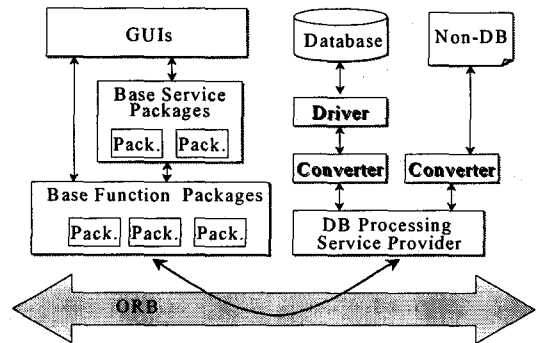 GUIs
Database
Non-DB
Base Service
Packages
Pack. Pack.
Driver
Converter
Converter
Base Function Packages
Pack. Pack. Pack.
DB Processing
Service Provider
ORB